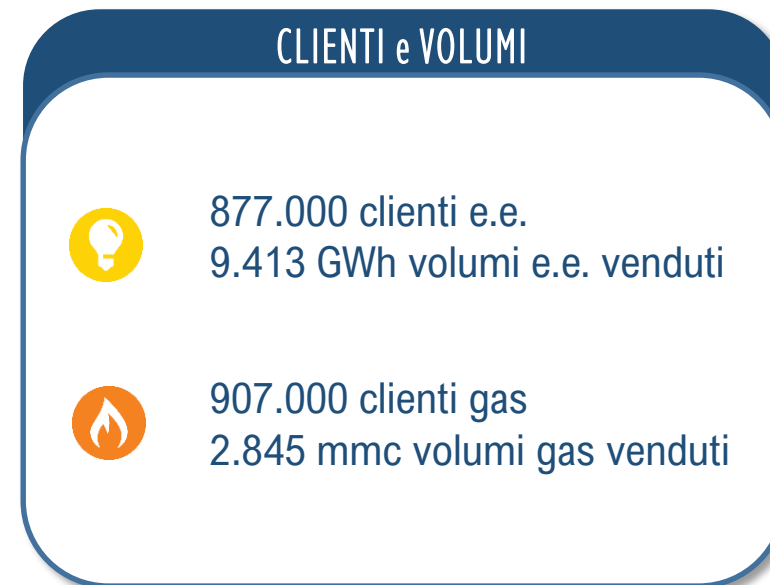 CLIENTI e VOLUMI
877.000 clienti e.e.
9.413 GWh volumi e.e. venduti
907.000 clienti gas
2.845 mmc volumi gas venduti